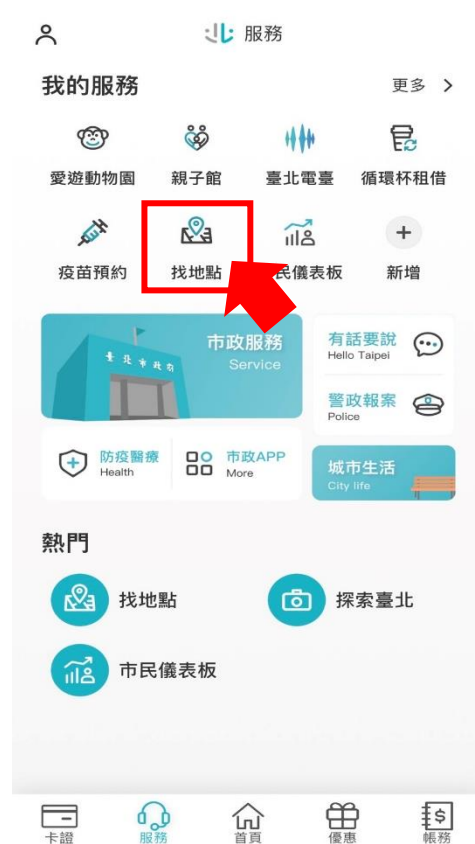 服務
我的服務 更多 >
愛遊動物園 親子館 臺北電臺 循環杯租借
疫苗預約 找地點 民儀表板 新增
臺北市政府
市政服務
Service
有話要說
Hello Taipei
警政報案
Police
防疫醫療
Health
市政APP
More
城市生活
City life
熱門
找地點 探索臺北
市民儀表板
卡證 服務 首頁 優惠 帳務